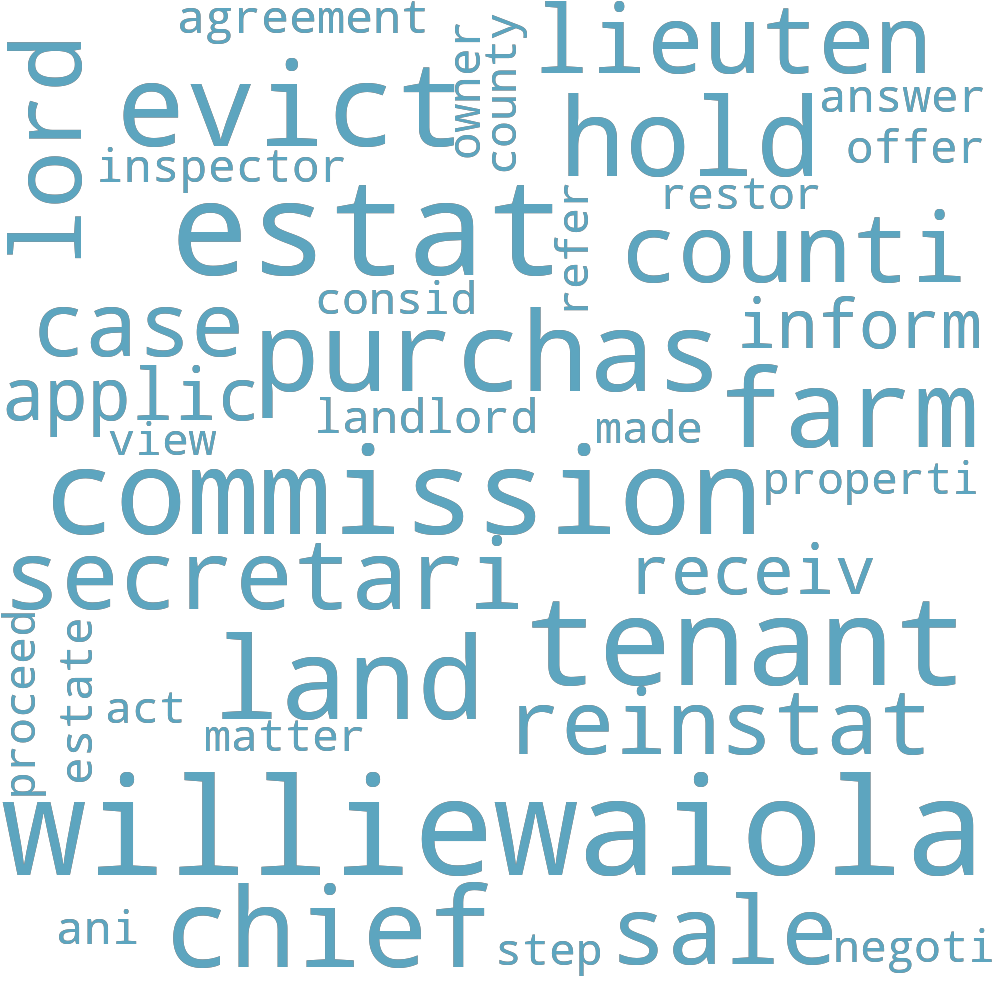 agreement
lieuten
lord
evict
owner
county
answer
hold
offer
inspector
restor
estat
refer
counti
consid
case
purchas
inform
applic
landlord
farm
view
made
commission
properti
secretari
receiv
proceed
estate
tenant
land
act
reinstat
matter
williewaiola
chief
sale
ani
step
negoti